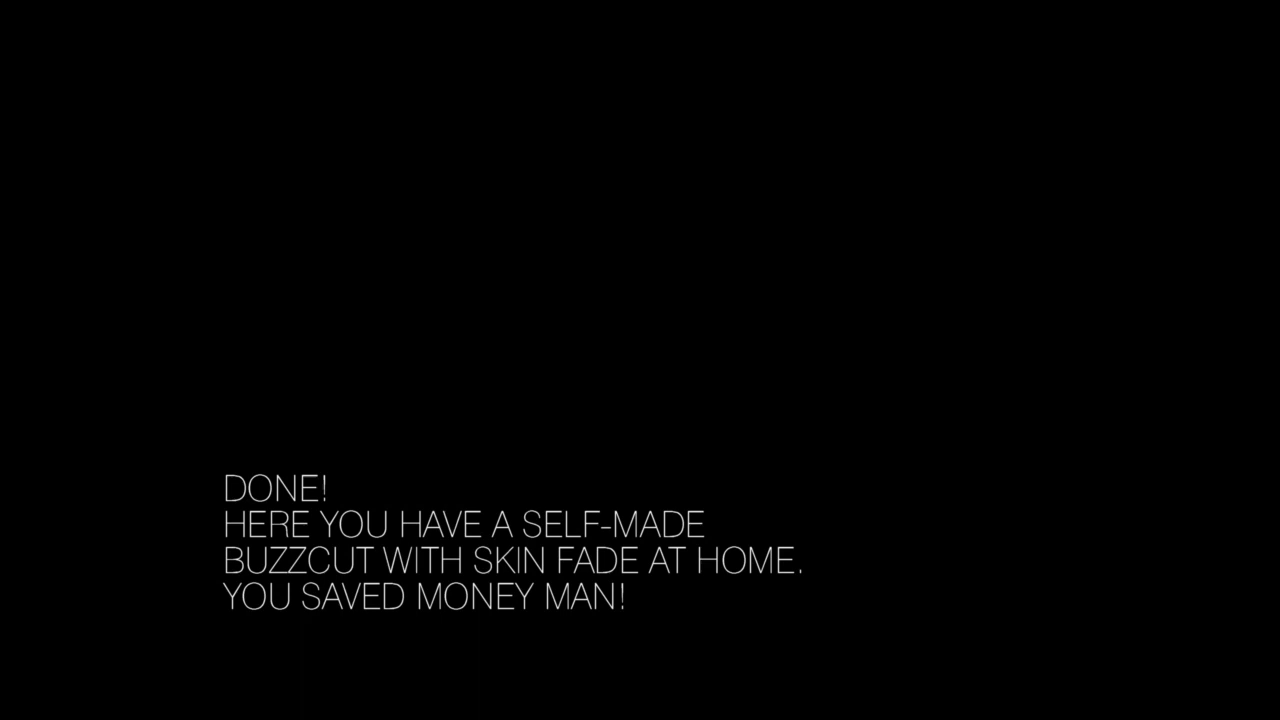 DONE!
HERE YOU HAVE A SELF-MADE
BUZZCUT WITH SKIN FADE AT HOME.
YOU SAVED MONEY MAN!